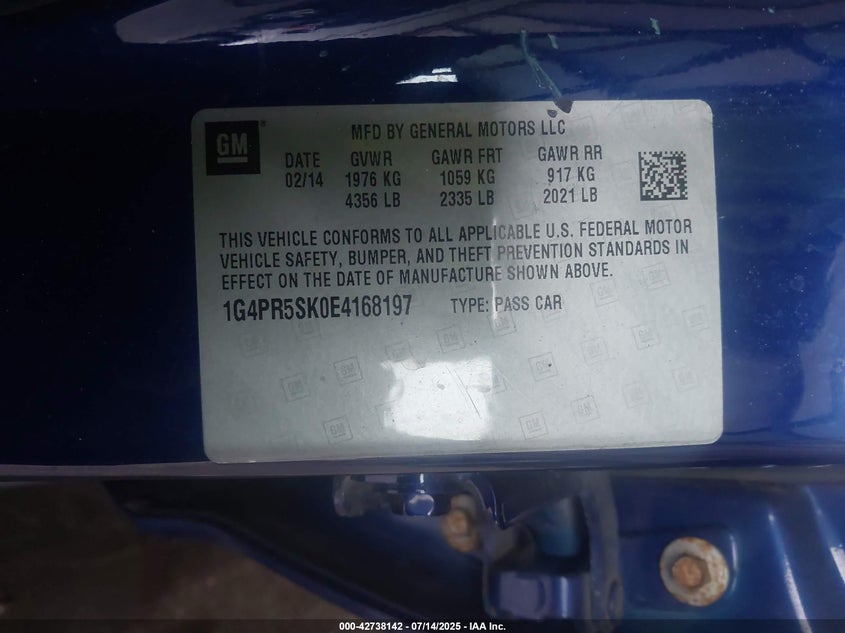 GM
MFD BY GENERAL MOTORS LLC
DATE GVWR GAWR FRT GAWR RR
02/14 1976 KG 1059 KG 917 KG
4356 LB 2335 LB 2021 LB
THIS VEHICLE CONFORMS TO ALL APPLICABLE U.S. FEDERAL MOTOR
VEHICLE SAFETY, BUMPER, AND THEFT PREVENTION STANDARDS IN
EFFECT ON THE DATE OF MANUFACTURE SHOWN ABOVE.
1G4PR5SK0E4168197 TYPE: PASS CAR
000-42738142 - 07/14/2025 - IAA Inc.